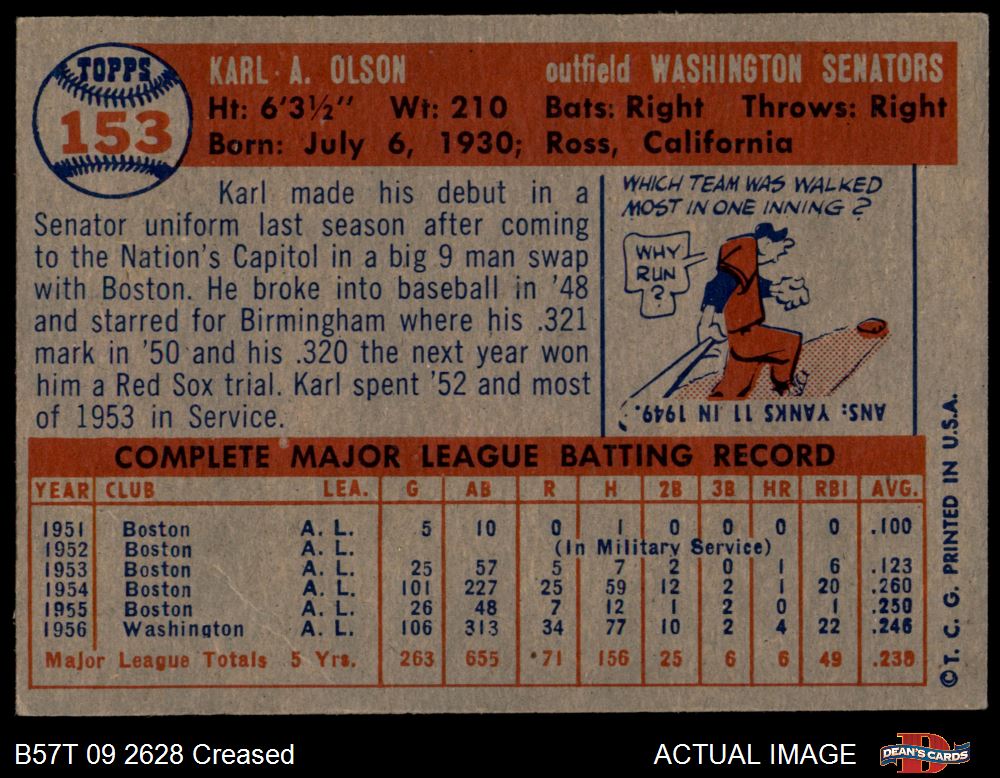 TOPPS
153
KARL A. OLSON outfield WASHINGTON SENATORS
Ht: 6'3½" Wt: 210 Bats: Right Throws: Right
Born: July 6, 1930; Ross, California
Karl made his debut in a
Senator uniform last season after coming
to the Nation's Capitol in a big 9 man swap
with Boston. He broke into baseball in '48
and starred for Birmingham where his .321
mark in '50 and his .320 the next year won
him a Red Sox trial. Karl spent '52 and most
of 1953 in Service.
WHICH TEAM WAS WALKED
MOST IN ONE INNING?
WHY
RUN
?
ANS: YANKS 11 IN 1949.
COMPLETE MAJOR LEAGUE BATTING RECORD
YEAR CLUB LEA. G AB R H 2B 3B HR RBI AVG.
1951 Boston A. L. 5 10 0 1 0 0 0 0 .100
1952 Boston A. L. (In Military Service)
1953 Boston A. L. 25 57 5 7 2 0 1 6 .123
1954 Boston A. L. 101 227 25 59 12 2 1 20 .260
1955 Boston A. L. 26 48 7 12 1 2 0 1 .250
1956 Washington A. L. 106 313 34 77 10 2 4 22 .246
Major League Totals 5 Yrs. 263 655 71 156 25 6 6 49 .238
©T. C. G. PRINTED IN U.S.A.
B57T 09 2628 Creased ACTUAL IMAGE
DEAN'S CARDS